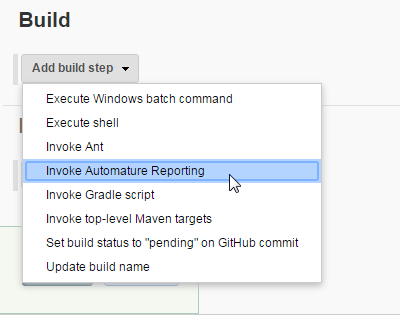 Build
Add build step
Execute Windows batch command
Execute shell
Invoke Ant
Invoke Automature Reporting
Invoke Gradle script
Invoke top-level Maven targets
Set build status to "pending" on GitHub commit
Update build name